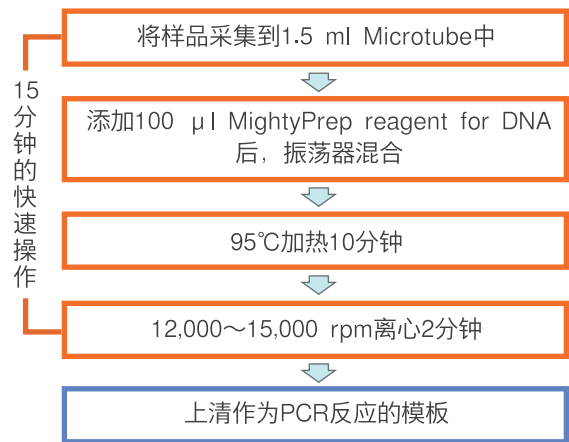 将样品采集到1.5 ml Microtube中
添加100 μl MightyPrep reagent for DNA
后，振荡器混合
95℃加热10分钟
12,000～15,000 rpm离心2分钟
上清作为PCR反应的模板
15分钟的快速操作